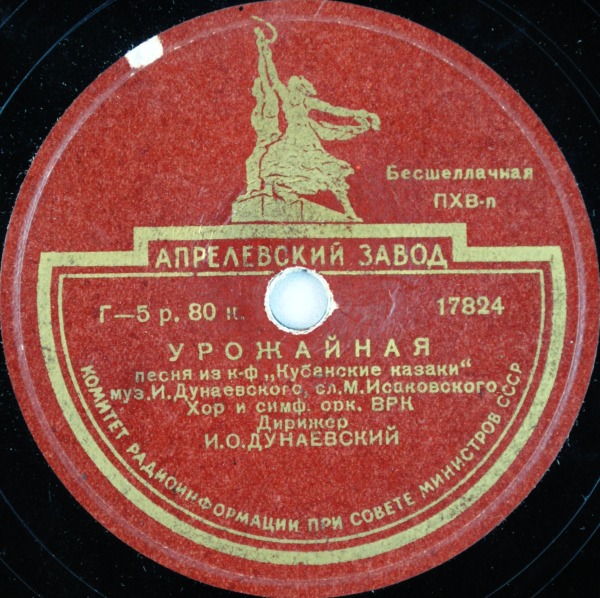 Бесшеллачная
ПХВ-п
АПРЕЛЕВСКИЙ ЗАВОД
Г—5 р. 80 к.
17824
УРОЖАЙНАЯ
песня из к-ф „Кубанские казаки“
муз. И. Дунаевского, сл. М. Исаковского
Хор и симф. орк. ВРК
Дирижер
И. О. ДУНАЕВСКИЙ
КОМИТЕТ РАДИОИНФОРМАЦИИ ПРИ СОВЕТЕ МИНИСТРОВ СССР